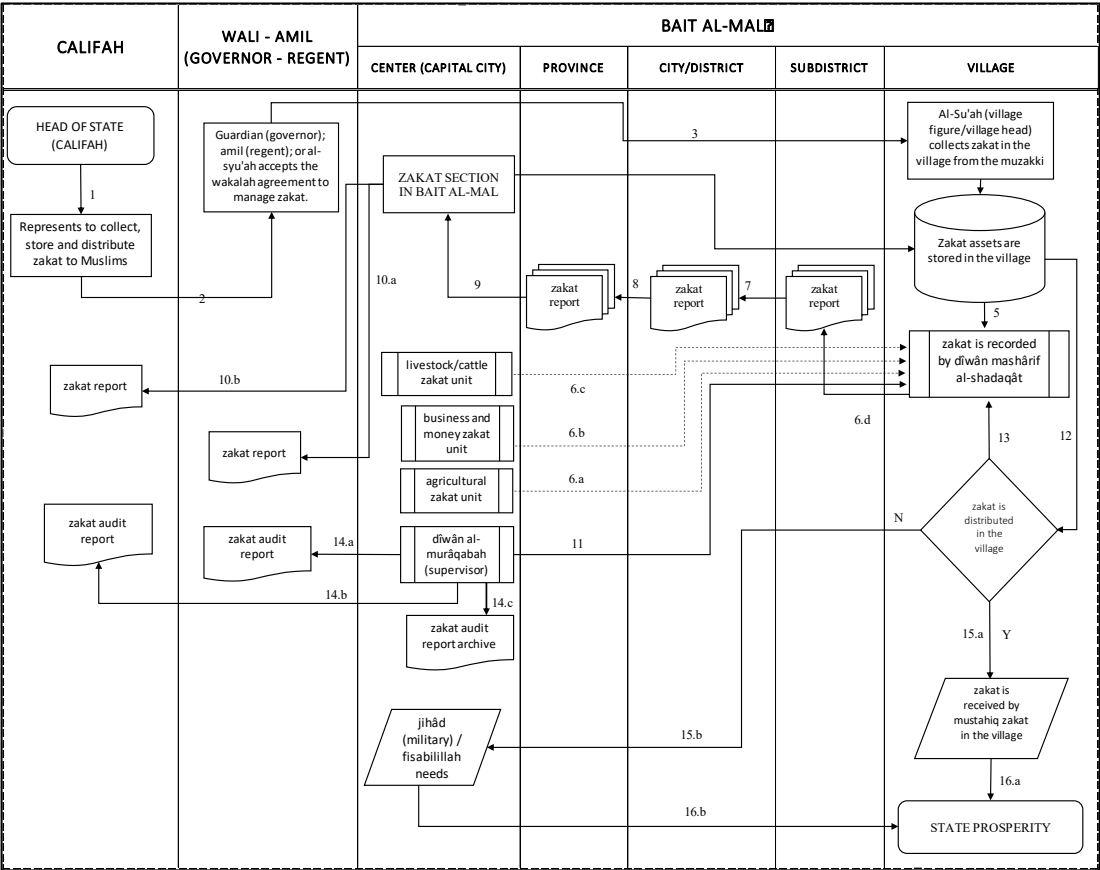 CALIFAH
WALI - AMIL
(GOVERNOR - REGENT)
BAIT AL-MAL
CENTER (CAPITAL CITY)
PROVINCE
CITY/DISTRICT
SUBDISTRICT
VILLAGE
HEAD OF STATE
(CALIFAH)
1
Represents to collect,
store and distribute
zakat to Muslims
2
Guardian (governor);
amil (regent); or al-
syu'ah accepts the
wakalah agreement to
manage zakat.
3
Al-Su'ah (village
figure/village head)
collects zakat in the
village from the muzakki
ZAKAT SECTION
IN BAIT AL-MAL
Zakat assets are
stored in the village
10.a
9
zakat
report
8
zakat
report
7
zakat
report
5
zakat is recorded
by dîwân mashârif
al-shadaqât
livestock/cattle
zakat unit
6.c
zakat report
10.b
business and
money zakat
unit
6.b
6.d
13
12
zakat report
agricultural
zakat unit
6.a
zakat is
distributed
in the
village
N
zakat audit
report
zakat audit
report
14.a
dîwân al-
murâqabah
(supervisor)
11
14.b
14.c
zakat audit
report archive
15.a
Y
zakat is
received by
mustahiq zakat
in the village
jihâd
(military) /
fisabilillah
needs
15.b
16.a
16.b
STATE PROSPERITY